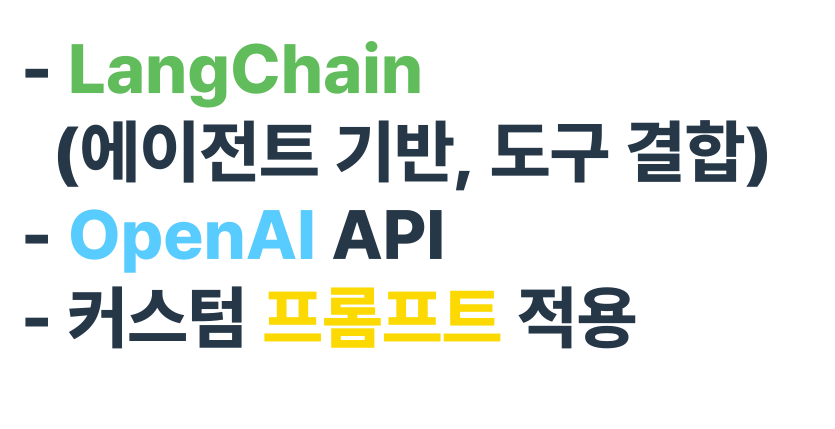 - LangChain
(에이전트 기반, 도구 결합)
- OpenAI API
- 커스텀 프롬프트 적용